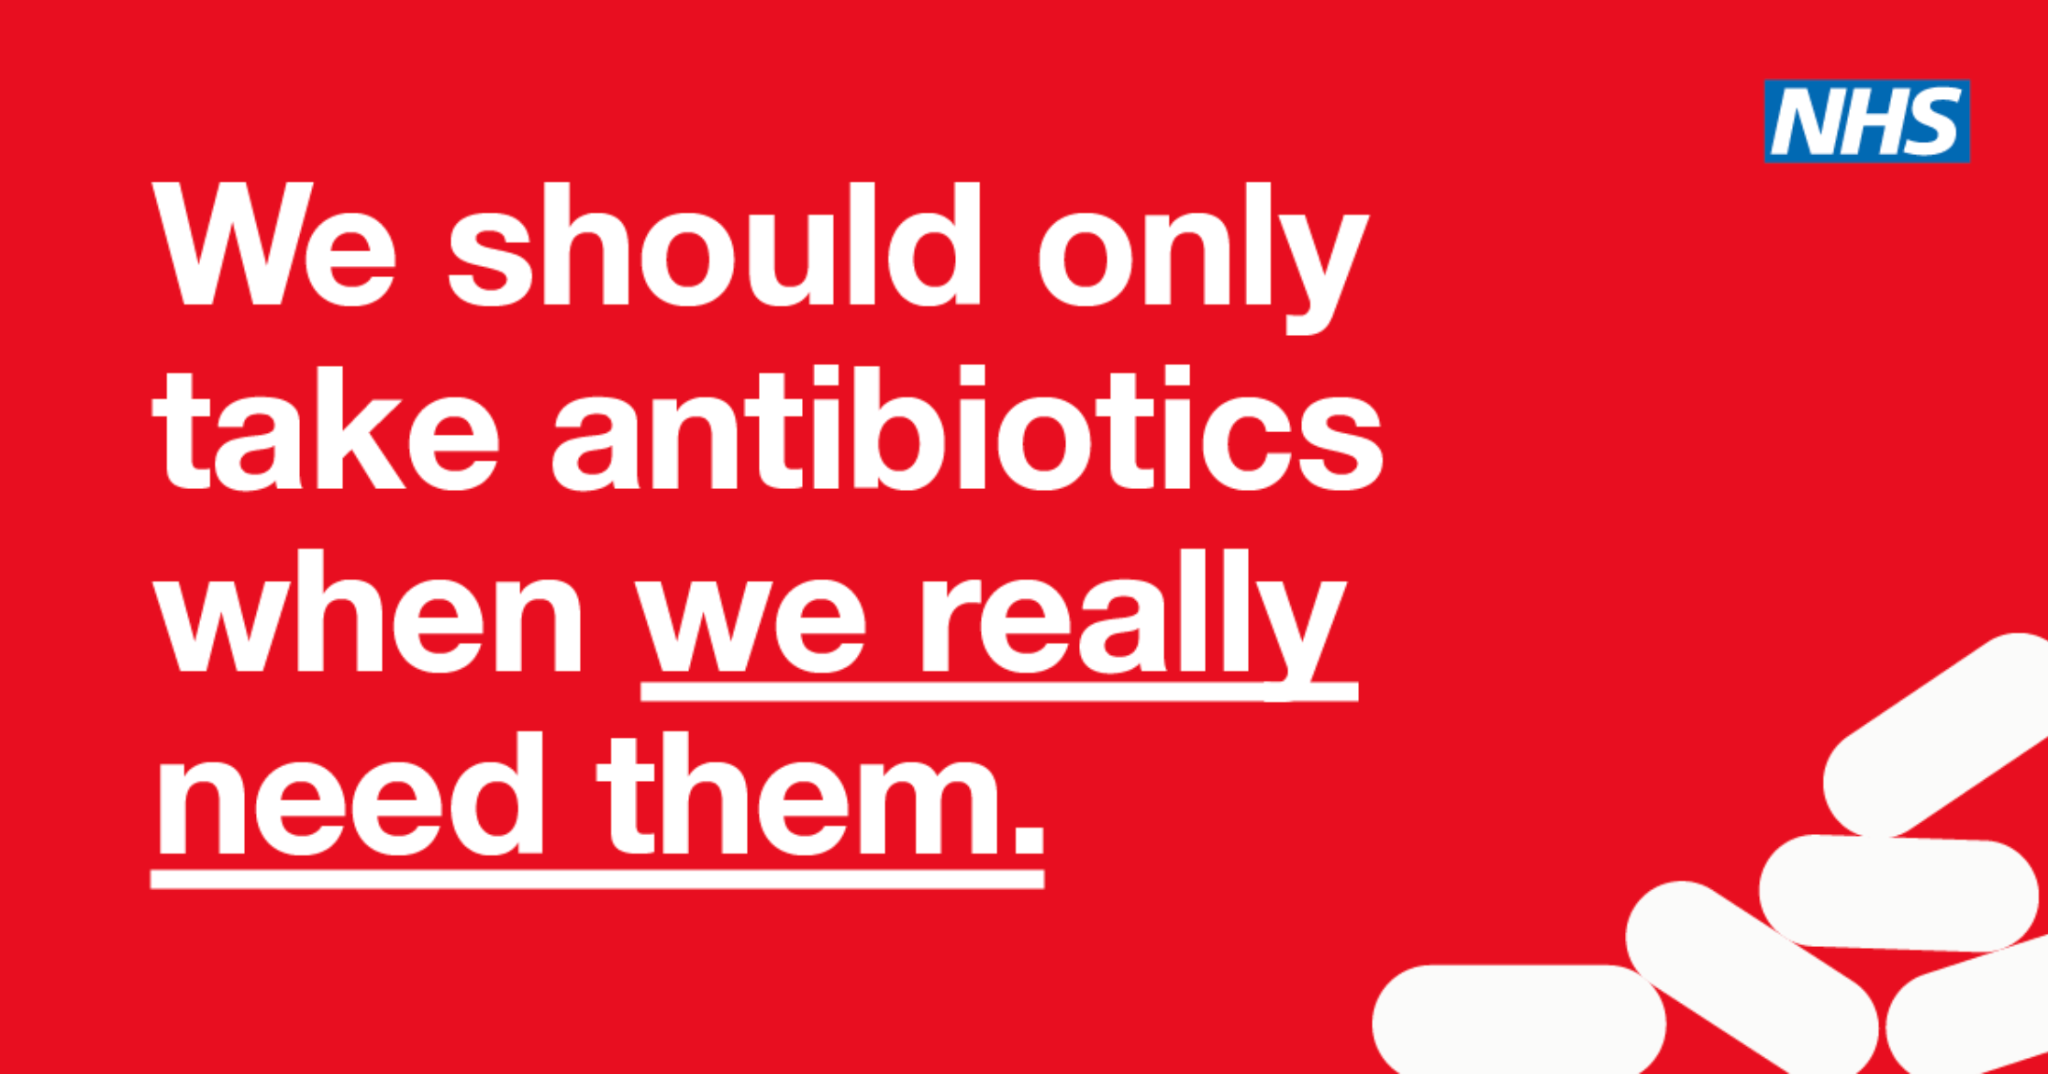 NHS
We should only
take antibiotics
when we really
need them.